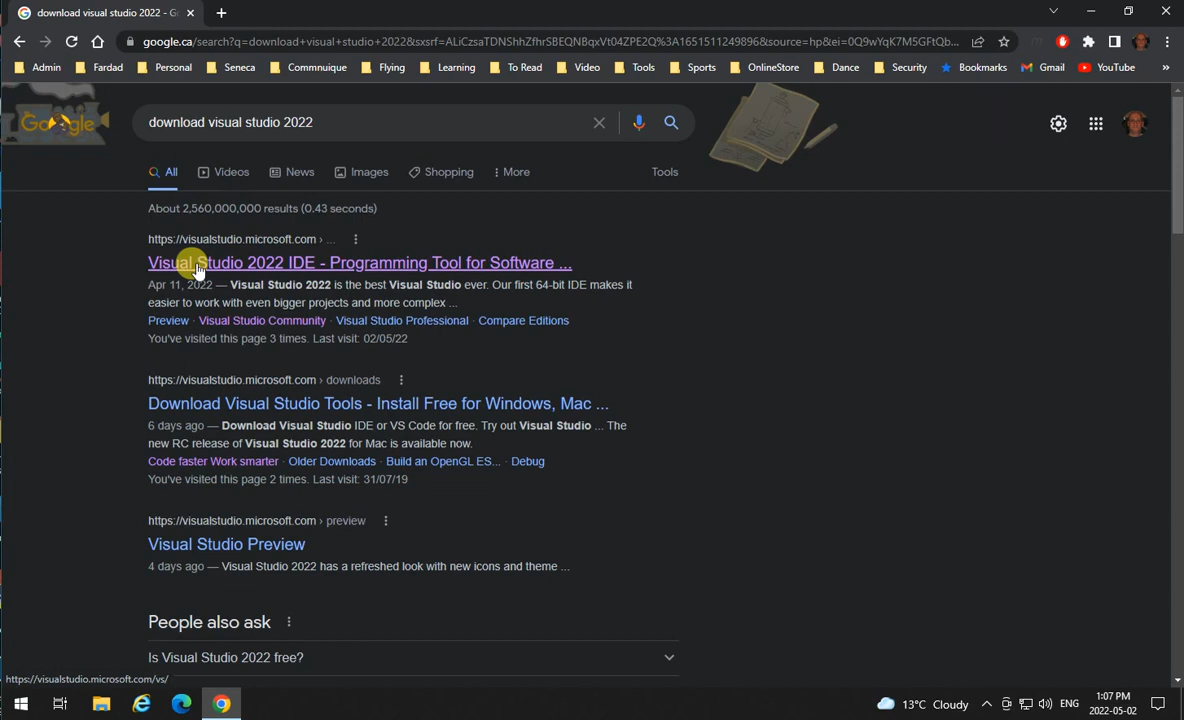 download visual studio 2022 - G
google.ca/search?q=download+visual+studio+2022&sxsrf=ALiCzsaTDNShhZfhrSBEQNBqxVt04ZPE2Q%3A1651511249896&source=hp&ei=0Q9wYqK7M5GFtQb...
Admin Fardad Personal Seneca Commnuique Flying Learning To Read Video Tools Sports OnlineStore Dance Security Bookmarks Gmail YouTube »
Google
download visual studio 2022
All Videos News Images Shopping More Tools
About 2,560,000,000 results (0.43 seconds)
https://visualstudio.microsoft.com › ...
Visual Studio 2022 IDE - Programming Tool for Software ...
Apr 11, 2022 — Visual Studio 2022 is the best Visual Studio ever. Our first 64-bit IDE makes it
easier to work with even bigger projects and more complex ...
Preview · Visual Studio Community · Visual Studio Professional · Compare Editions
You've visited this page 3 times. Last visit: 02/05/22
https://visualstudio.microsoft.com › downloads
Download Visual Studio Tools - Install Free for Windows, Mac ...
6 days ago — Download Visual Studio IDE or VS Code for free. Try out Visual Studio ... The
new RC release of Visual Studio 2022 for Mac is available now.
Code faster Work smarter · Older Downloads · Build an OpenGL ES... · Debug
You've visited this page 2 times. Last visit: 31/07/19
https://visualstudio.microsoft.com › preview
Visual Studio Preview
4 days ago — Visual Studio 2022 has a refreshed look with new icons and theme ...
People also ask
Is Visual Studio 2022 free?
https://visualstudio.microsoft.com/vs/
13°C Cloudy ENG
1:07 PM
2022-05-02